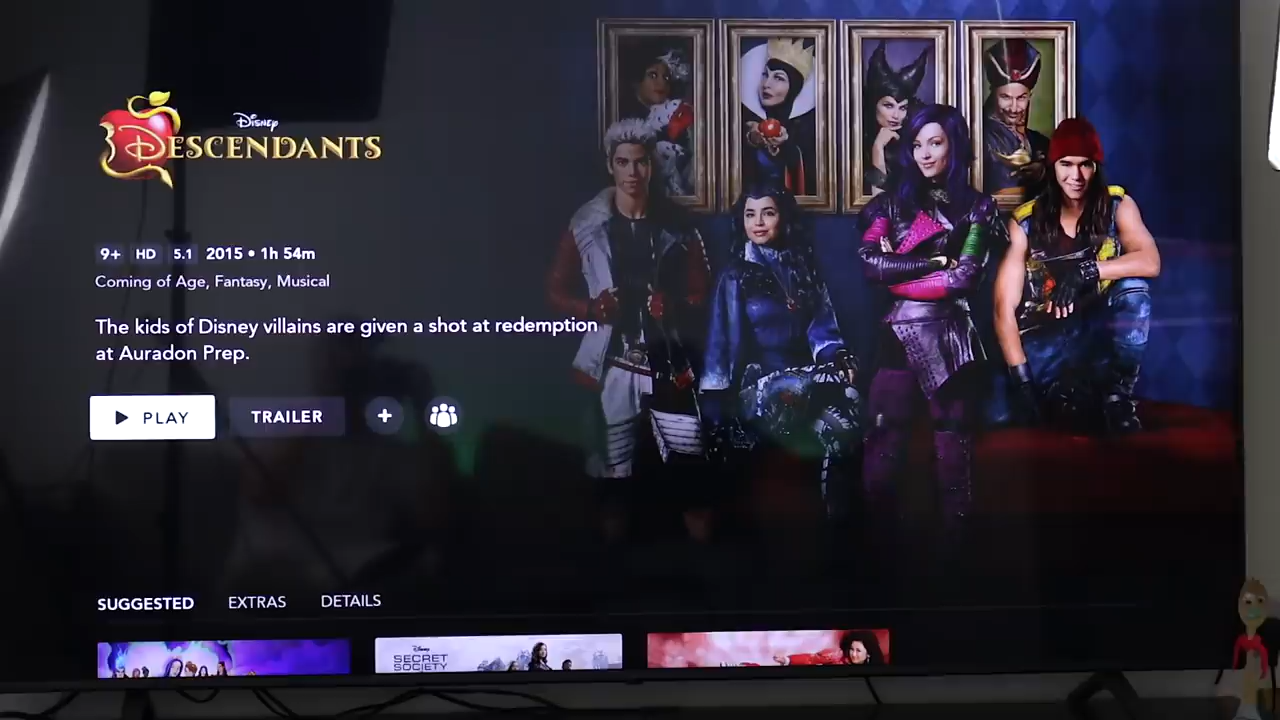 Disney
DESCENDANTS
9+ HD 5.1 2015 • 1h 54m
Coming of Age, Fantasy, Musical
The kids of Disney villains are given a shot at redemption
at Auradon Prep.
PLAY TRAILER +
SUGGESTED EXTRAS DETAILS
Disney
SECRET
SOCIETY